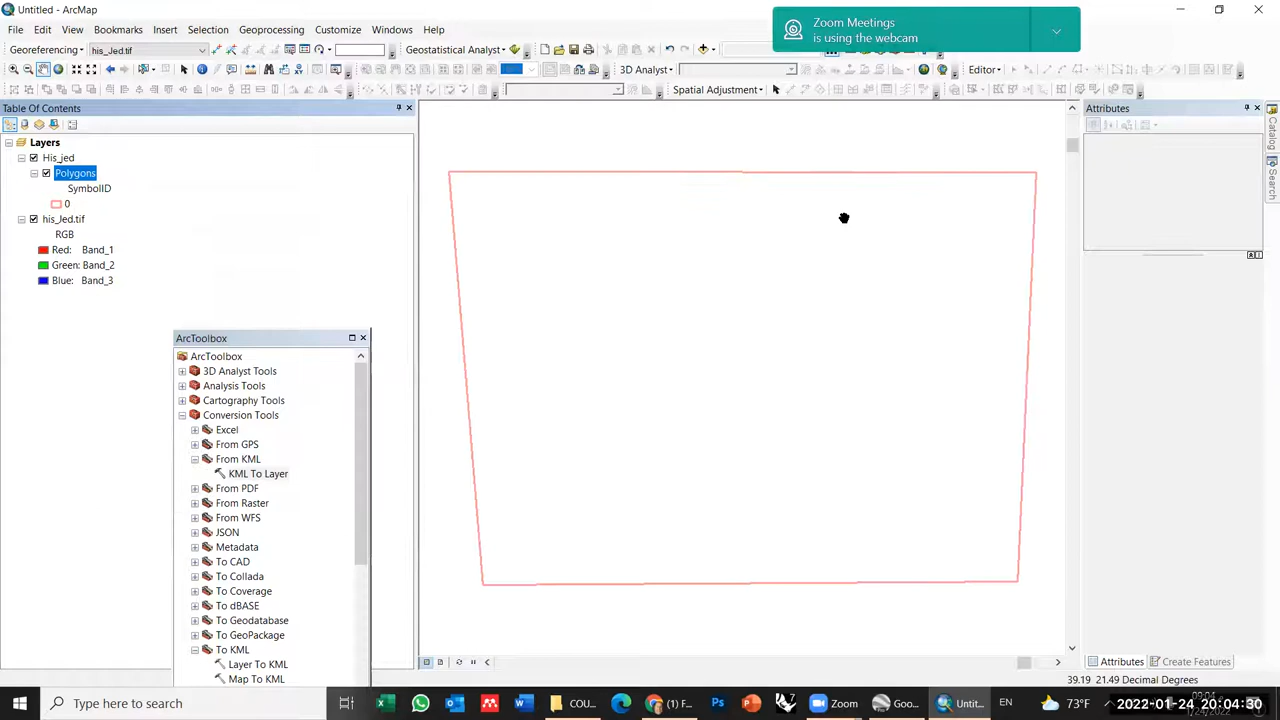 Untitled - ArcMap
Zoom Meetings
is using the webcam
File Edit View Bookmarks Insert Selection Geoprocessing Customize Windows Help
Georeferencing his_Jed.tif Geostatistical Analyst
3D Analyst Editor
Spatial Adjustment
Table Of Contents
Attributes
Layers
His_jed
Polygons
SymbolID
0
his_Jed.tif
RGB
Red: Band_1
Green: Band_2
Blue: Band_3
Catalog
Search
ArcToolbox
ArcToolbox
3D Analyst Tools
Analysis Tools
Cartography Tools
Conversion Tools
Excel
From GPS
From KML
KML To Layer
From PDF
From Raster
From WFS
JSON
Metadata
To CAD
To Collada
To Coverage
To dBASE
To Geodatabase
To GeoPackage
To KML
Layer To KML
Map To KML
Attributes Create Features
39.19 21.49 Decimal Degrees
Type here to search
COU...
(1) F...
Zoom
Goo...
Untit...
EN
73°F
2022-01-24 20:04:30